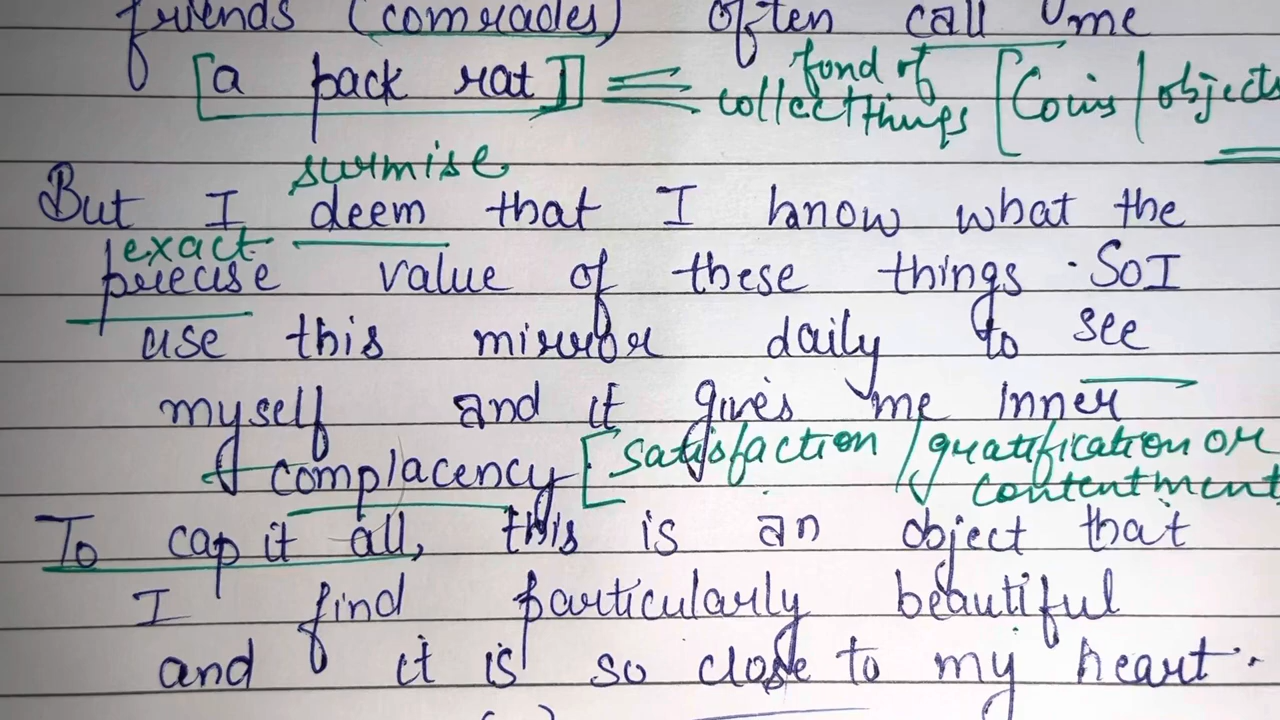 friends (comrades) often call me
[a pack rat] = fond of collect things [Coins / objects
surmise
But I deem that I know what the
exact
precise value of these things. So I
use this mirror daily to see
myself and it gives me inner
complacency [satisfaction / gratification or contentment
To cap it all, this is an object that
I find particularly beautiful
and it is so close to my heart.